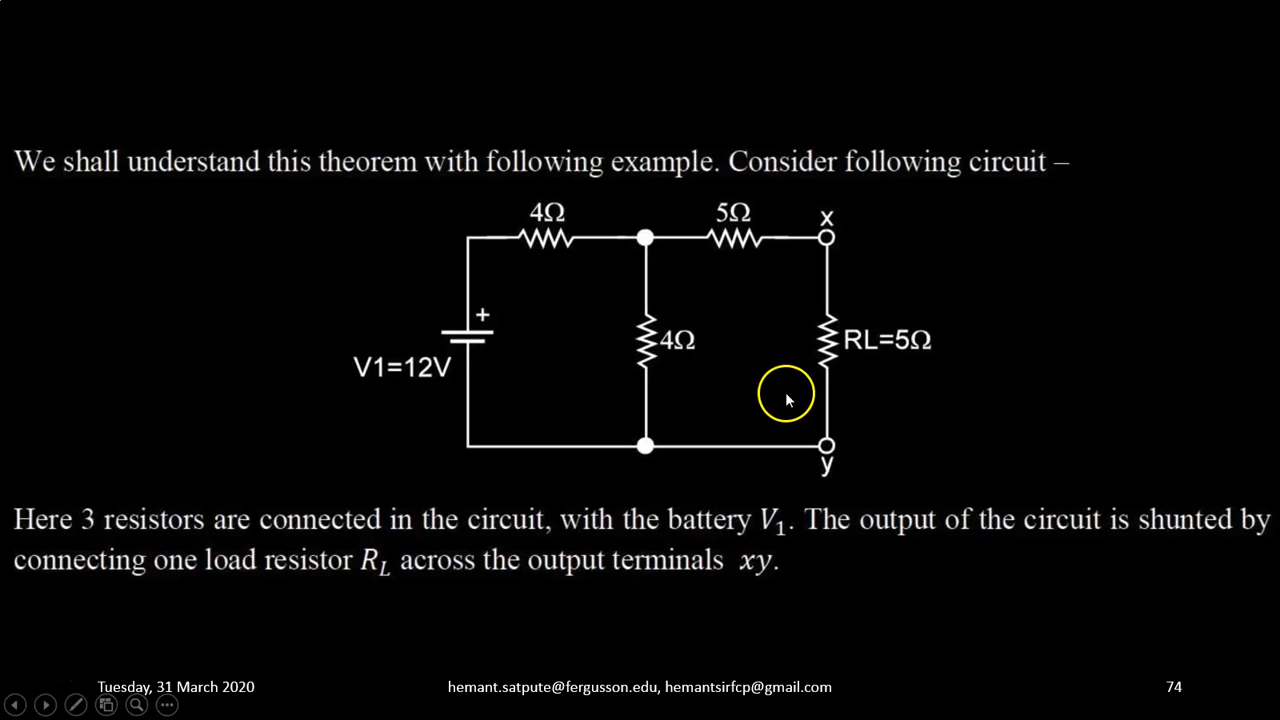 We shall understand this theorem with following example. Consider following circuit –
4Ω 5Ω x
+
4Ω RL=5Ω
V1=12V
y
Here 3 resistors are connected in the circuit, with the battery V₁. The output of the circuit is shunted by
connecting one load resistor R_L across the output terminals xy.
Tuesday, 31 March 2020 hemant.satpute@fergusson.edu, hemantsirfcp@gmail.com 74